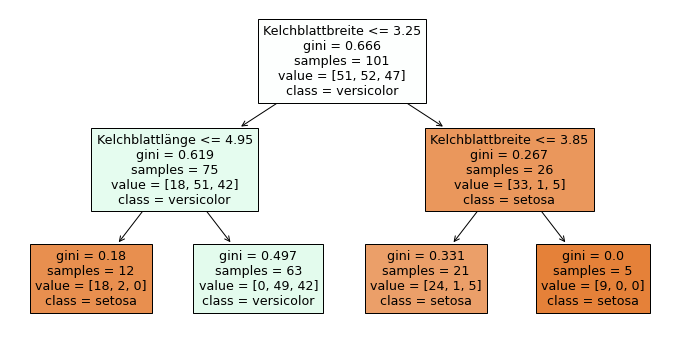 Kelchblattbreite <= 3.25
gini = 0.666
samples = 101
value = [51, 52, 47]
class = versicolor
Kelchblattlänge <= 4.95
gini = 0.619
samples = 75
value = [18, 51, 42]
class = versicolor
Kelchblattbreite <= 3.85
gini = 0.267
samples = 26
value = [33, 1, 5]
class = setosa
gini = 0.18
samples = 12
value = [18, 2, 0]
class = setosa
gini = 0.497
samples = 63
value = [0, 49, 42]
class = versicolor
gini = 0.331
samples = 21
value = [24, 1, 5]
class = setosa
gini = 0.0
samples = 5
value = [9, 0, 0]
class = setosa